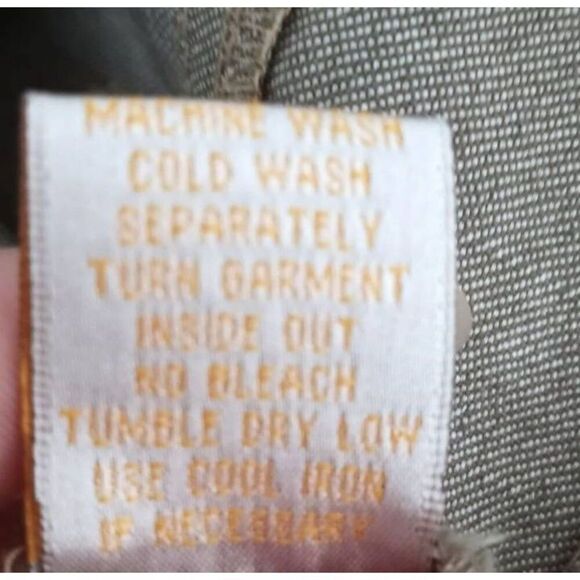 MACHINE WASH
COLD WASH
SEPARATELY
TURN GARMENT
INSIDE OUT
NO BLEACH
TUMBLE DRY LOW
USE COOL IRON
IF NECESSARY